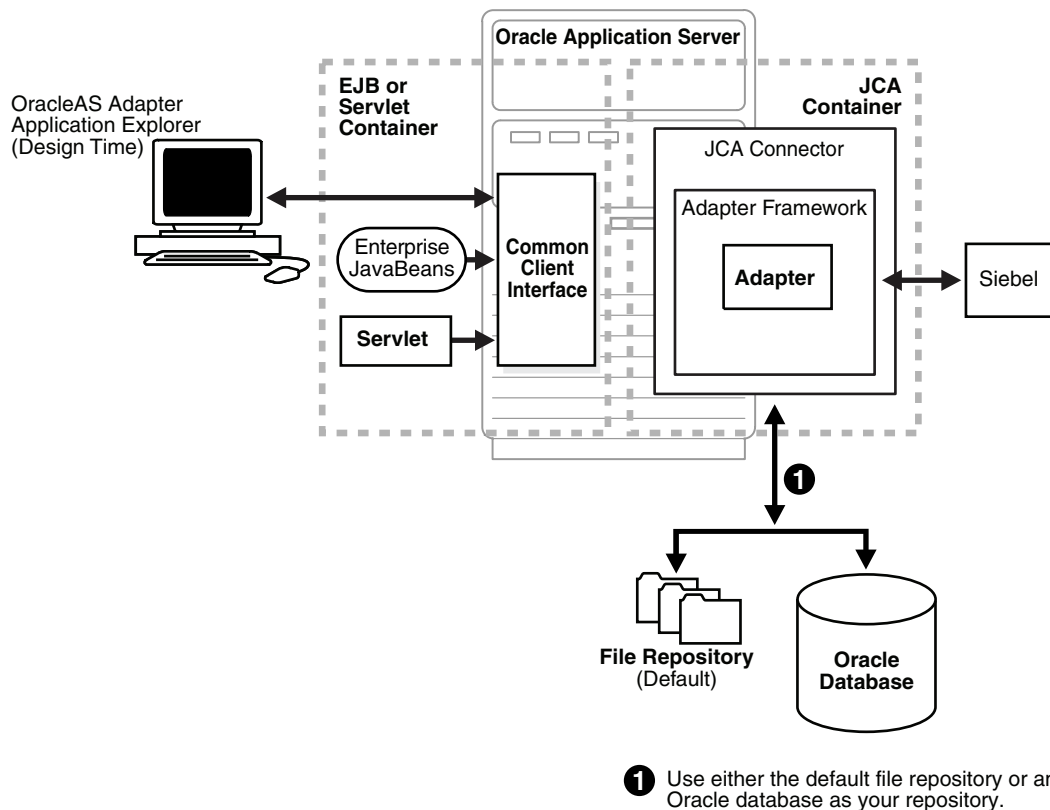 Oracle Application Server
EJB or
Servlet
Container
JCA
Container
OracleAS Adapter
Application Explorer
(Design Time)
JCA Connector
Adapter Framework
Adapter
Enterprise
JavaBeans
Common
Client
Interface
Servlet
Siebel
1
File Repository
(Default)
Oracle
Database
1 Use either the default file repository or an
Oracle database as your repository.